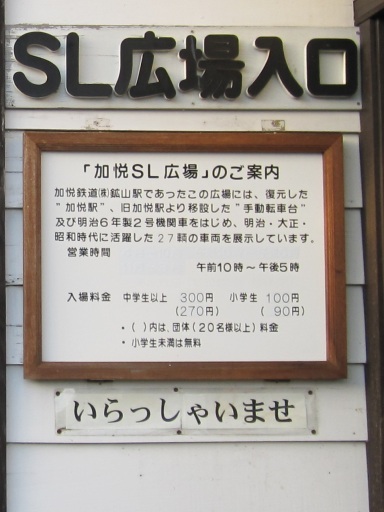 SL広場入口
「加悦SL広場」のご案内
加悦鉄道㈱鉱山駅であったこの広場には、復元した
"加悦駅"、旧加悦駅より移設した"手動転車台"
及び明治6年製2号機関車をはじめ、明治・大正・
昭和時代に活躍した27輌の車両を展示しています。
営業時間
午前10時～午後5時
入場料金 中学生以上 300円 小学生 100円
(270円) (90円)
・( )内は、団体(20名様以上)料金
・小学生未満は無料
いらっしゃいませ